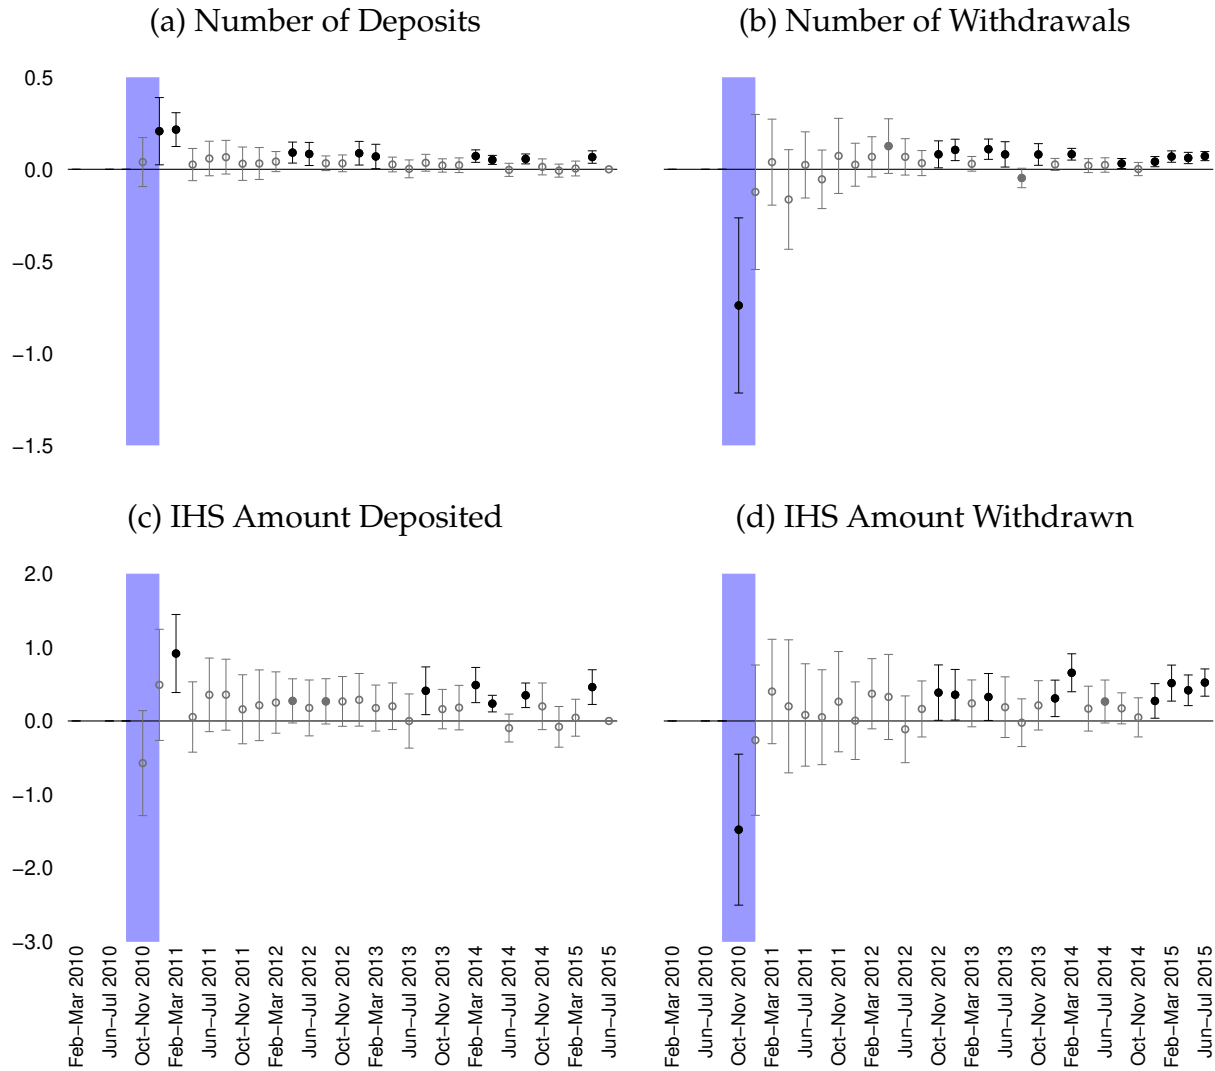 (a) Number of Deposits
(b) Number of Withdrawals
0.5
0.0
−0.5
−1.0
−1.5
(c) IHS Amount Deposited
(d) IHS Amount Withdrawn
2.0
1.0
0.0
−1.0
−2.0
−3.0
Feb−Mar 2010
Jun−Jul 2010
Oct−Nov 2010
Feb−Mar 2011
Jun−Jul 2011
Oct−Nov 2011
Feb−Mar 2012
Jun−Jul 2012
Oct−Nov 2012
Feb−Mar 2013
Jun−Jul 2013
Oct−Nov 2013
Feb−Mar 2014
Jun−Jul 2014
Oct−Nov 2014
Feb−Mar 2015
Jun−Jul 2015
Feb−Mar 2010
Jun−Jul 2010
Oct−Nov 2010
Feb−Mar 2011
Jun−Jul 2011
Oct−Nov 2011
Feb−Mar 2012
Jun−Jul 2012
Oct−Nov 2012
Feb−Mar 2013
Jun−Jul 2013
Oct−Nov 2013
Feb−Mar 2014
Jun−Jul 2014
Oct−Nov 2014
Feb−Mar 2015
Jun−Jul 2015